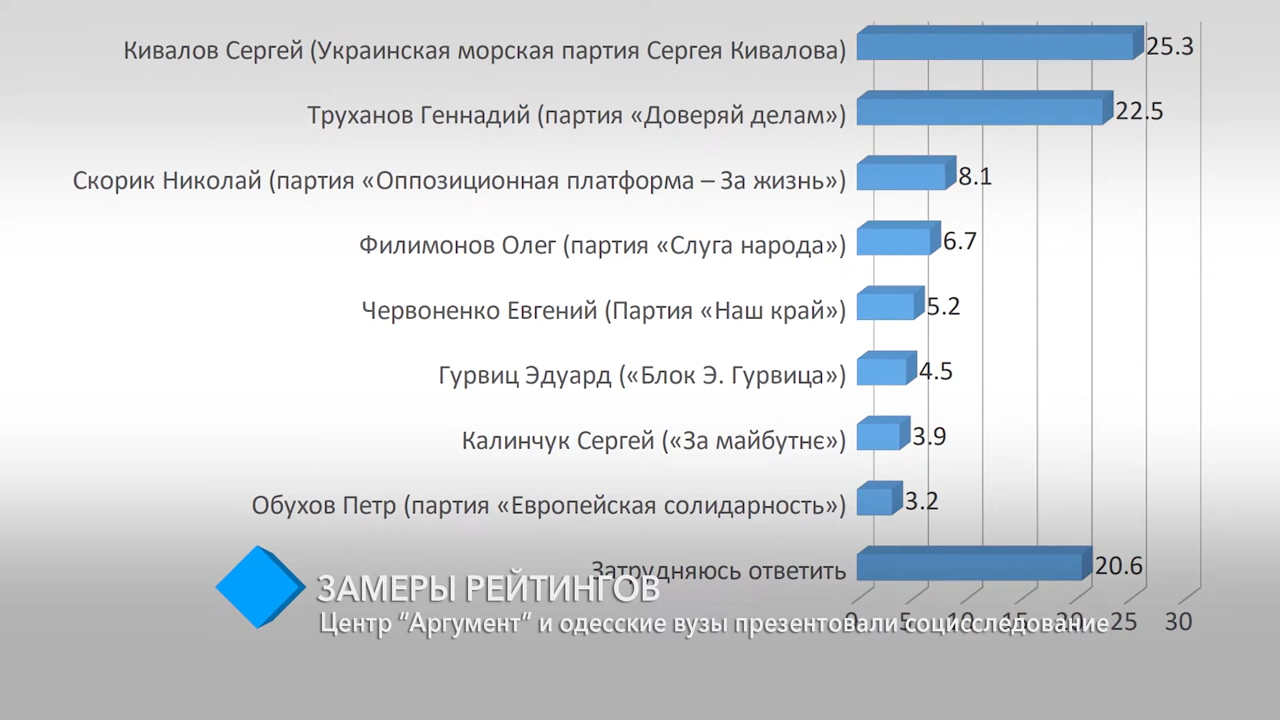 Кивалов Сергей (Украинская морская партия Сергея Кивалова) 25.3
Труханов Геннадий (партия «Доверяй делам») 22.5
Скорик Николай (партия «Оппозиционная платформа – За жизнь») 8.1
Филимонов Олег (партия «Слуга народа») 6.7
Червоненко Евгений (Партия «Наш край») 5.2
Гурвиц Эдуард («Блок Э. Гурвица») 4.5
Калинчук Сергей («За майбутнє») 3.9
Обухов Петр (партия «Европейская солидарность») 3.2
Затрудняюсь ответить 20.6
0 5 10 15 20 25 30
ЗАМЕРЫ РЕЙТИНГОВ
Центр "Аргумент" и одесские вузы презентовали социсследование